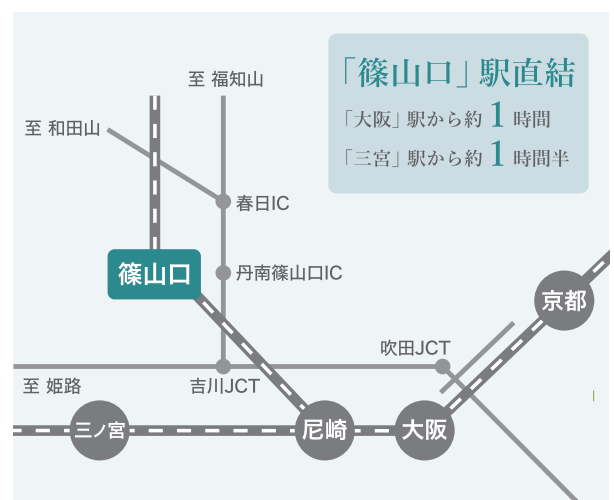 「篠山口」駅直結
「大阪」駅から約 1 時間
「三宮」駅から約 1 時間半
至 福知山
至 和田山
春日IC
篠山口
丹南篠山口IC
京都
吹田JCT
至 姫路
吉川JCT
三ノ宮
尼崎
大阪